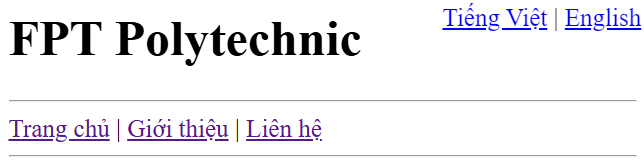 Tiếng Việt | English
FPT Polytechnic
Trang chủ | Giới thiệu | Liên hệ